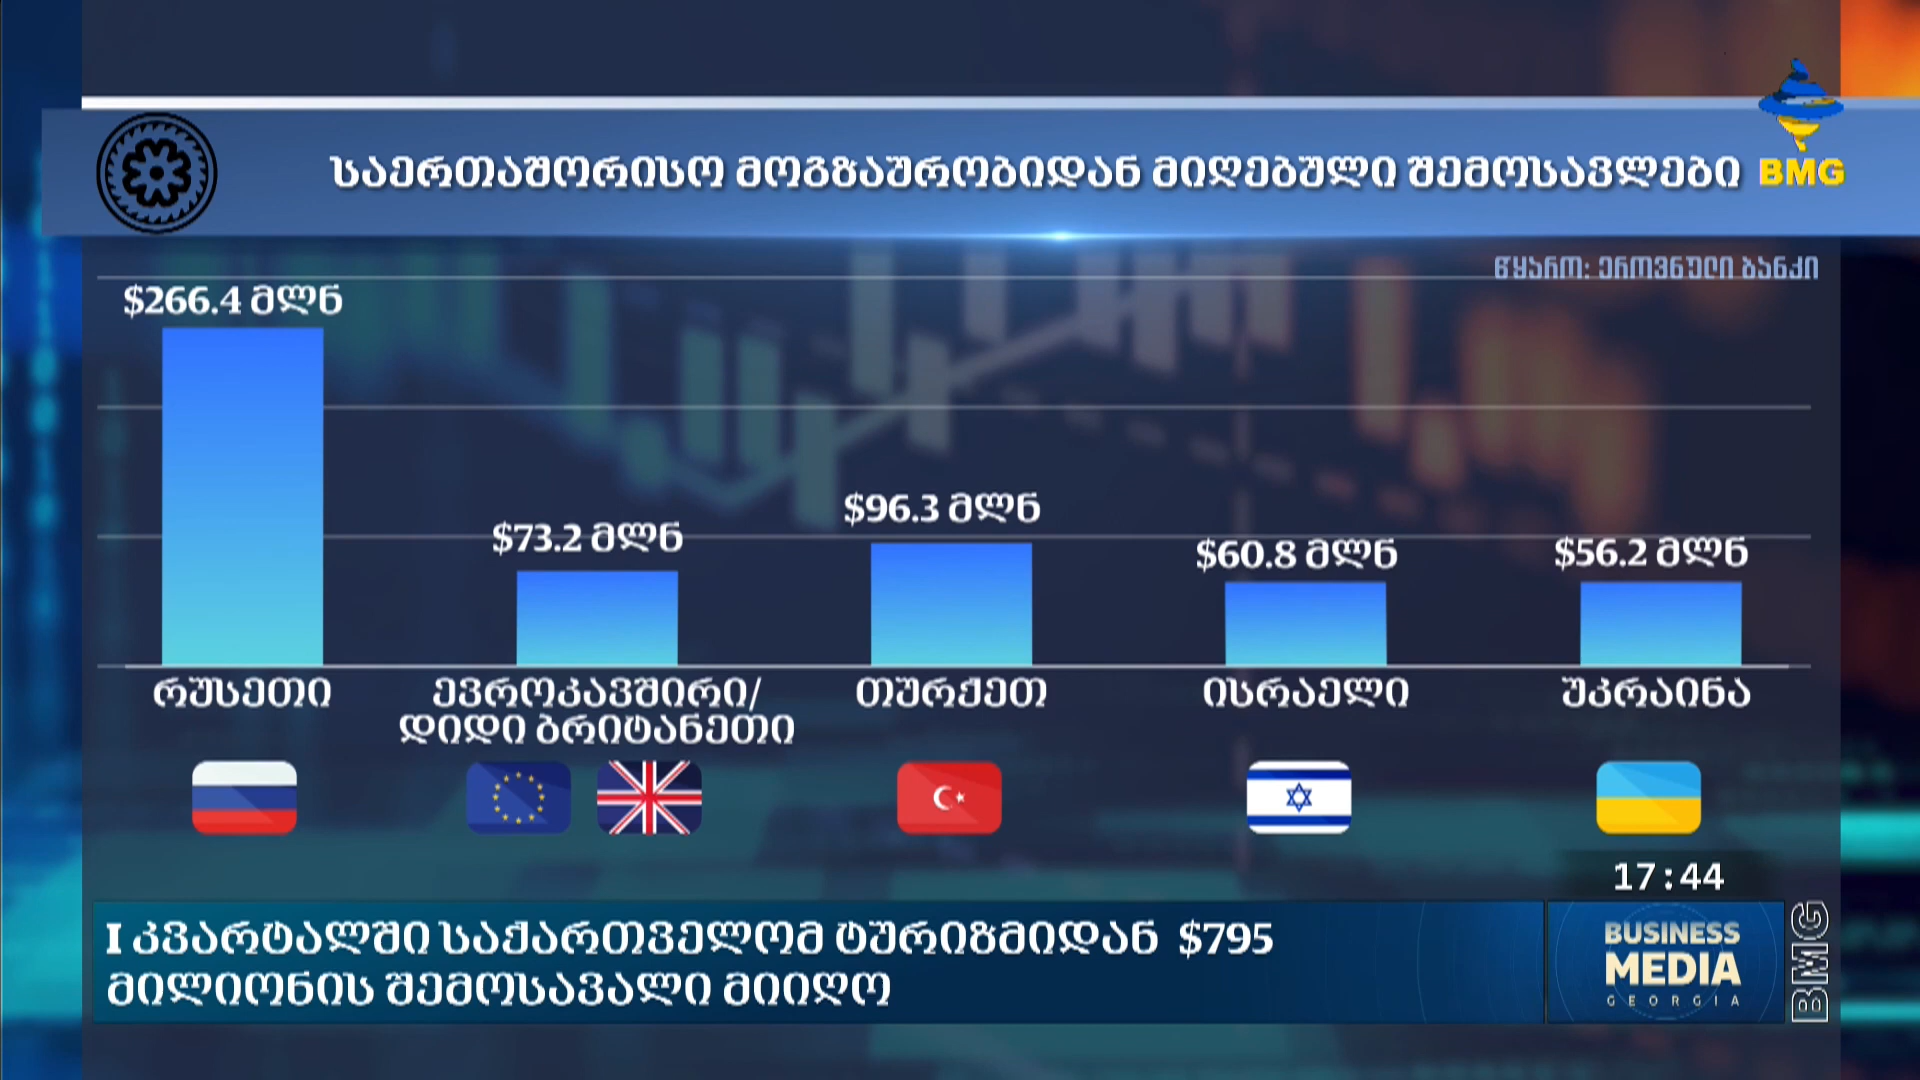 საერთაშორისო მოგზაურობიდან მიღებული შემოსავლები
BMG
წყარო: ეროვნული ბანკი
$266.4 მლნ
$73.2 მლნ
$96.3 მლნ
$60.8 მლნ
$56.2 მლნ
რუსეთი
ევროკავშირი/
დიდი ბრიტანეთი
თურქეთ
ისრაელი
უკრაინა
17:44
I კვარტალში საქართველომ ტურიზმიდან $795
მილიონის შემოსავალი მიიღო
BUSINESS
MEDIA
GEORGIA
BMG